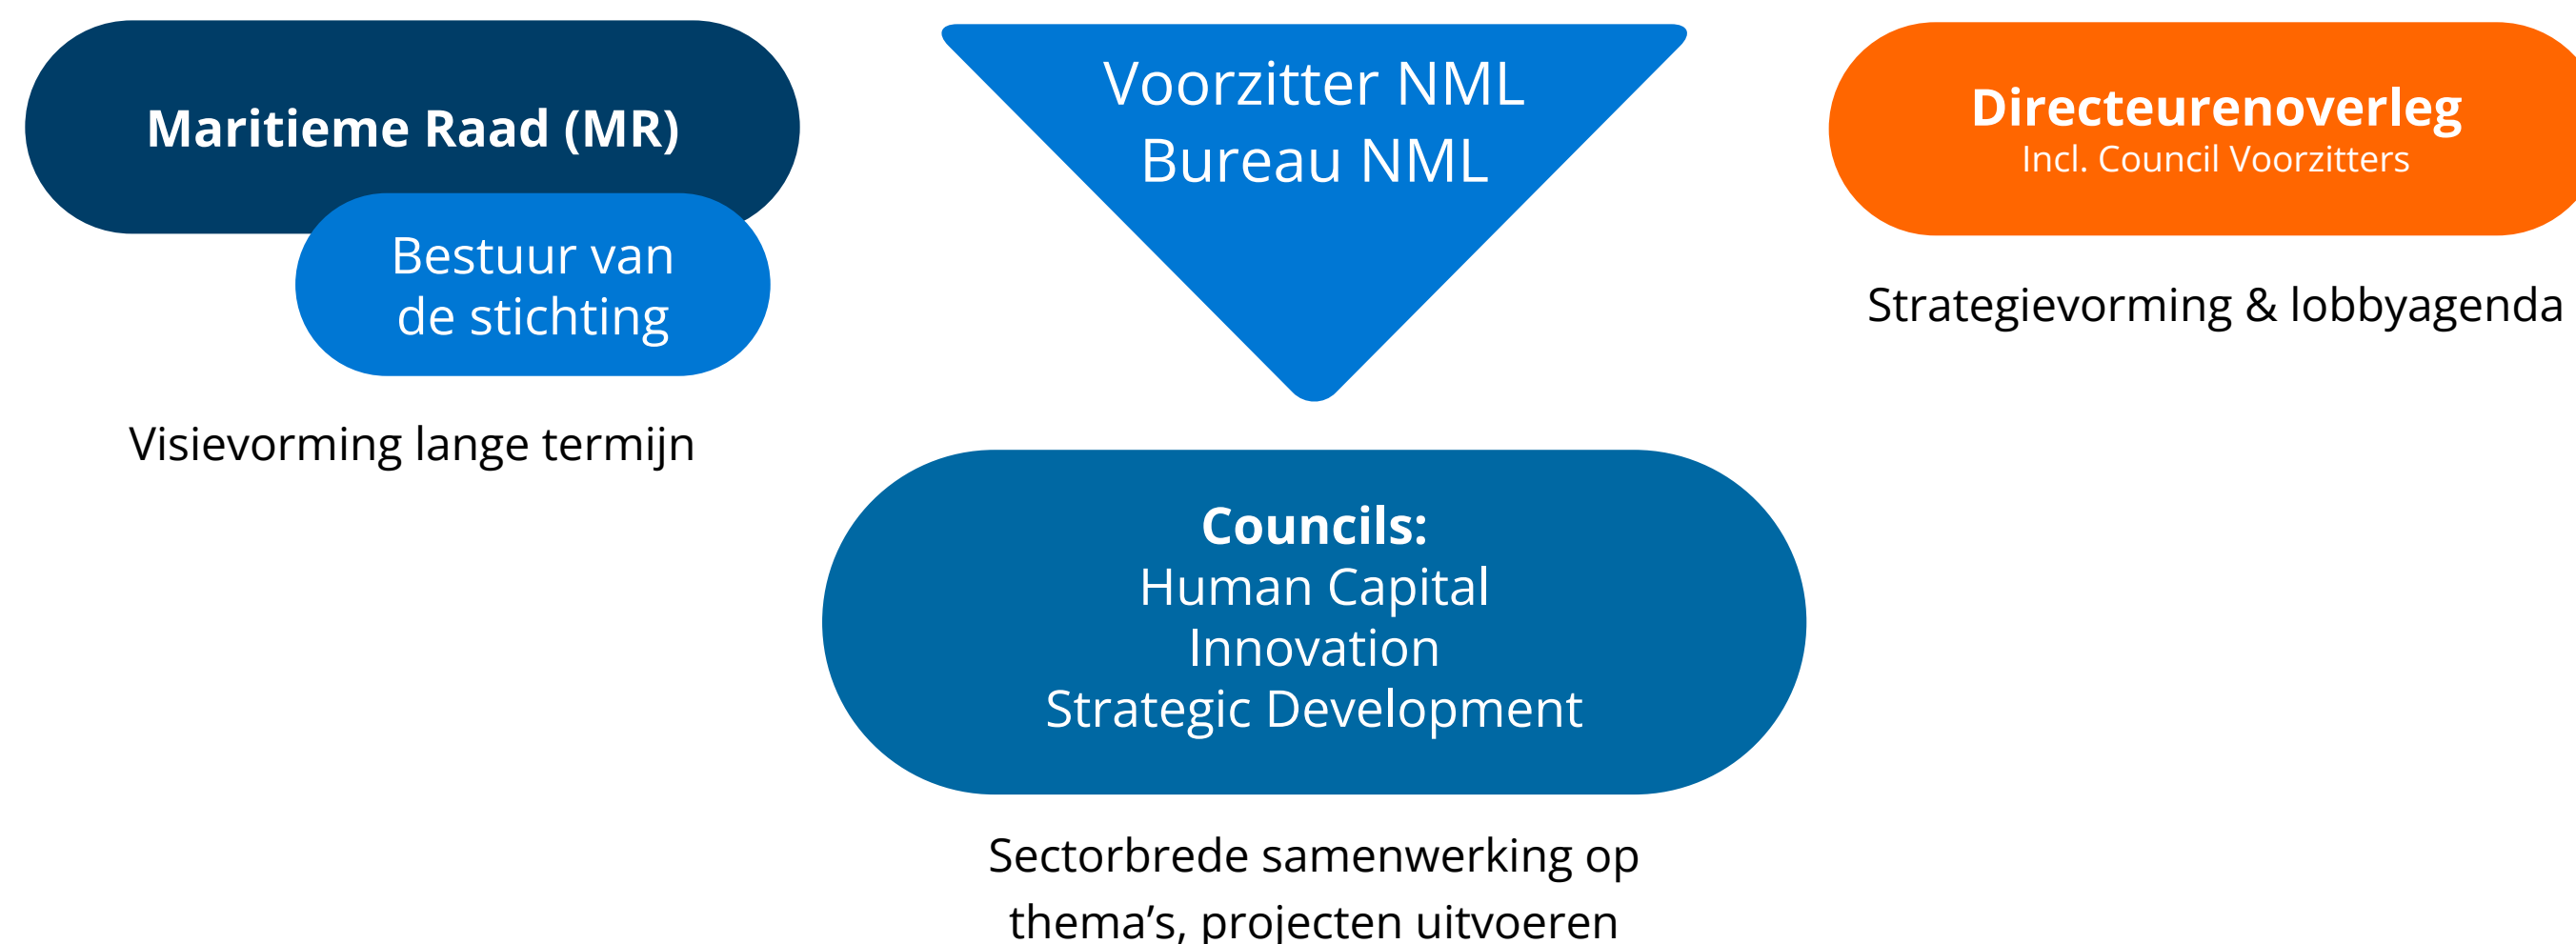 Maritieme Raad (MR)
Bestuur van
de stichting
Visievorming lange termijn
Voorzitter NML
Bureau NML
Directeurenoverleg
Incl. Council Voorzitters
Strategievorming & lobbyagenda
Councils:
Human Capital
Innovation
Strategic Development
Sectorbrede samenwerking op
thema’s, projecten uitvoeren